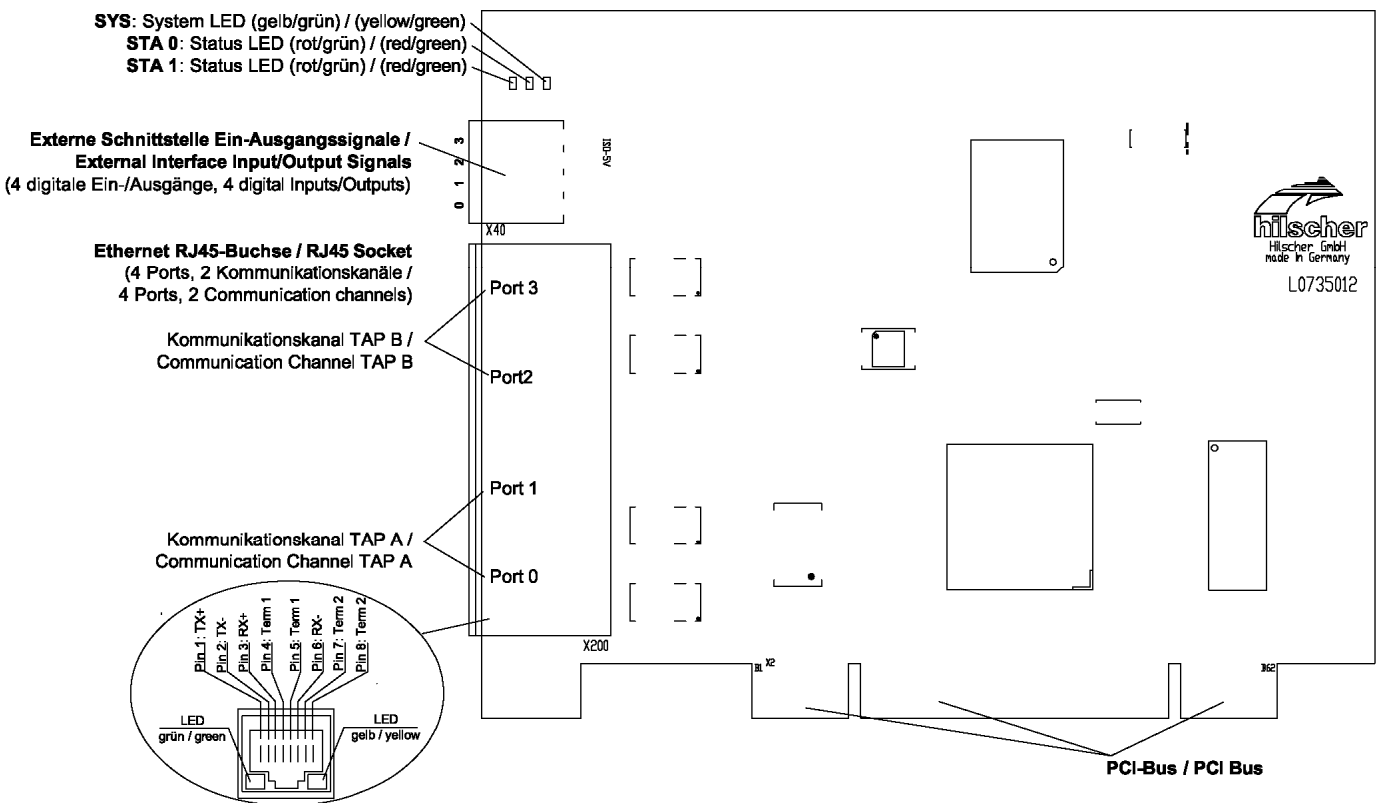 SYS: System LED (gelb/grün) / (yellow/green)
STA 0: Status LED (rot/grün) / (red/green)
STA 1: Status LED (rot/grün) / (red/green)
Externe Schnittstelle Ein-Ausgangssignale /
External Interface Input/Output Signals
(4 digitale Ein-/Ausgänge, 4 digital Inputs/Outputs)
3
2
1
0
ISO-5V
X40
hilscher
Hilscher GmbH
made in Germany
L0735012
Ethernet RJ45-Buchse / RJ45 Socket
(4 Ports, 2 Kommunikationskanäle /
4 Ports, 2 Communication channels)
Port 3
Kommunikationskanal TAP B /
Communication Channel TAP B
Port2
Port 1
Kommunikationskanal TAP A /
Communication Channel TAP A
Port 0
X200
B1
X2
B62
Pin 1: TX+
Pin 2: TX-
Pin 3: RX+
Pin 4: Term 1
Pin 5: Term 1
Pin 6: RX-
Pin 7: Term 2
Pin 8: Term 2
LED
grün / green
LED
gelb / yellow
PCI-Bus / PCI Bus